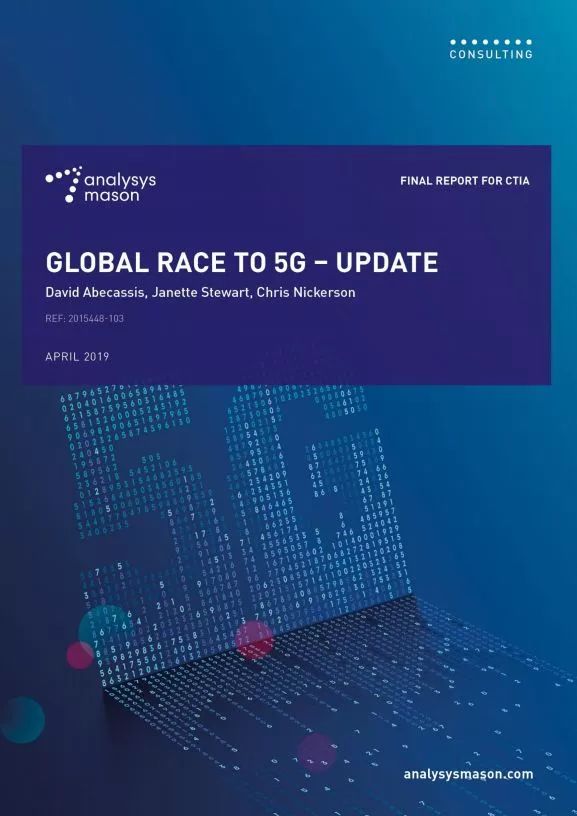 CONSULTING
analysys
mason
FINAL REPORT FOR CTIA
GLOBAL RACE TO 5G – UPDATE
David Abecassis, Janette Stewart, Chris Nickerson
REF: 2015448-103
APRIL 2019
5G
analysysmason.com